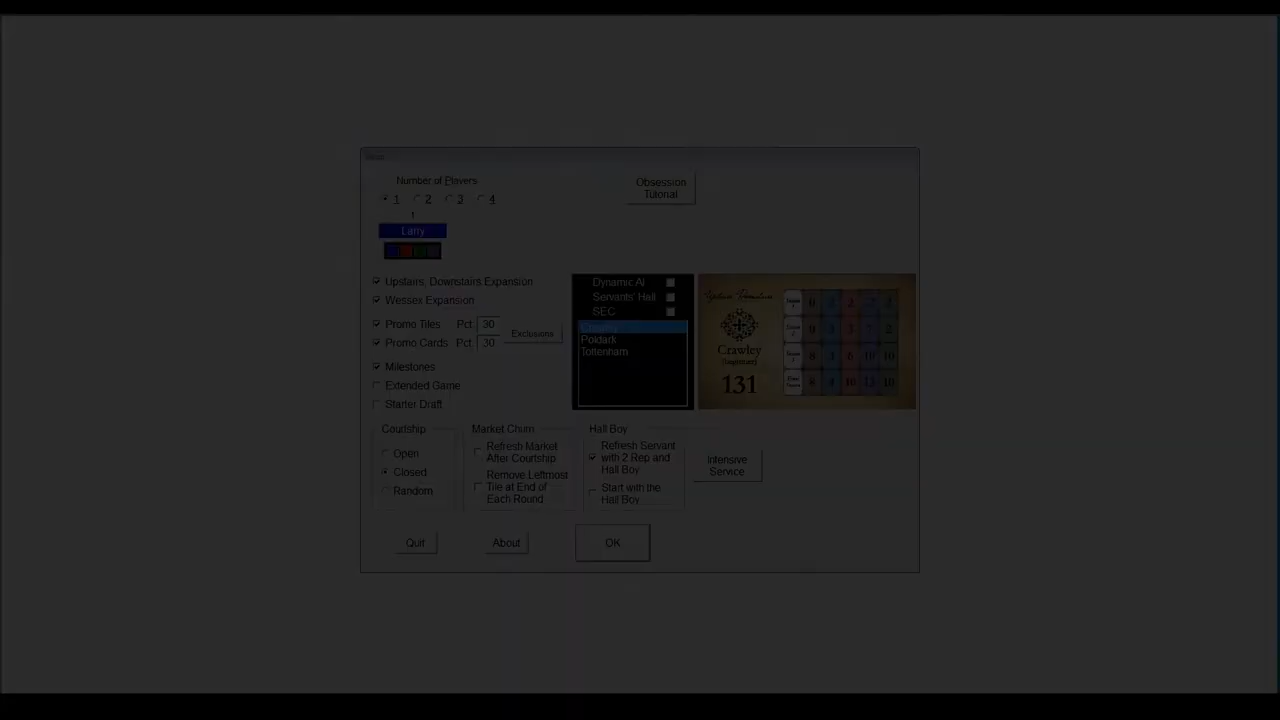 Number of Players
1 2 3 4
1
Larry
Obsession
Tutorial
Upstairs, Downstairs Expansion
Wessex Expansion
Promo Tiles Pct 30
Promo Cards Pct 30
Exclusions
Milestones
Extended Game
Starter Draft
Dynamic AI
Servants' Hall
SEC
Crawley
Poldark
Tottenham
Crawley
131
Courtship
Open
Closed
Random
Market Churn
Refresh Market
After Courtship
Remove Leftmost
Tile at End of
Each Round
Hall Boy
Refresh Servant
with 2 Rep and
Hall Boy
Start with the
Hall Boy
Intensive
Service
Quit
About
OK